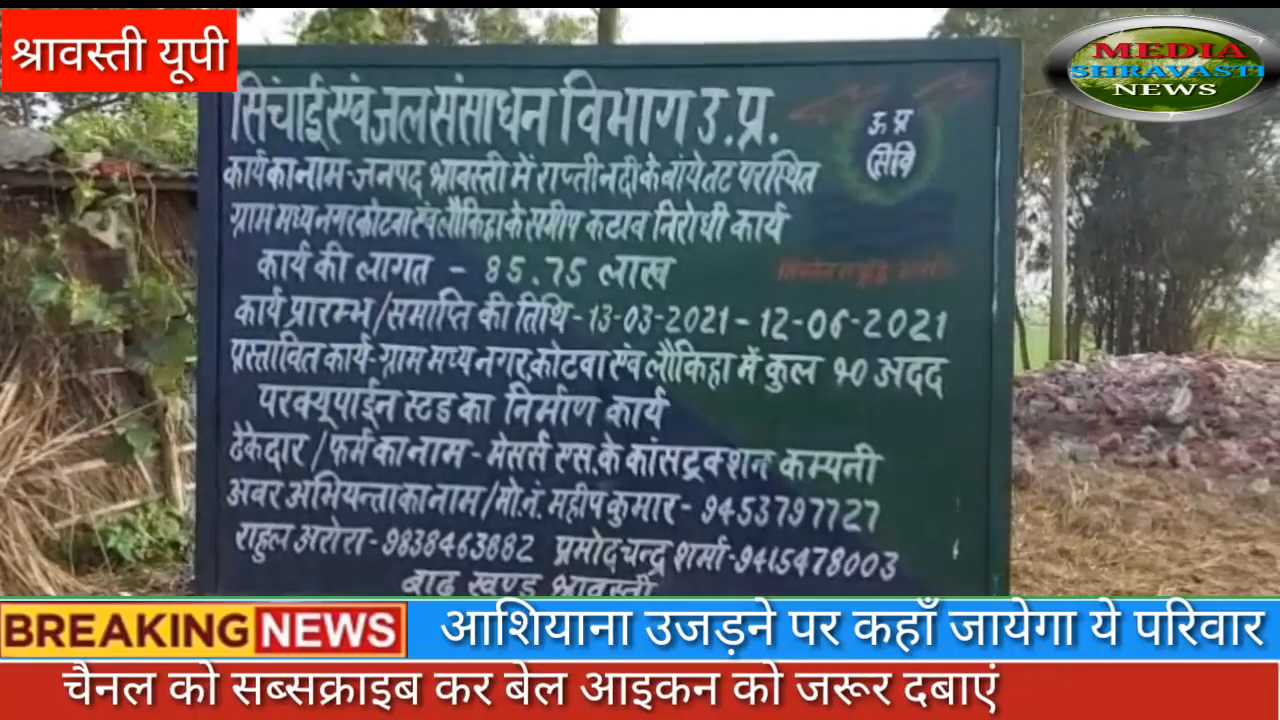 श्रावस्ती यूपी
MEDIA
SHRAVASTI
NEWS
सिंचाई एवं जल संसाधन विभाग उ.प्र.
ऊ प्र
सिंवि
कार्य का नाम-जनपद श्रावस्ती में राप्ती नदी के बांये तट पर स्थित
ग्राम मध्य नगर,कोटवा एवं लौकिहा के समीप कटाव निरोधी कार्य
कार्य की लागत - 85.75 लाख
कार्य प्रारम्भ/समाप्ति की तिथि-13-03-2021-12-06-2021
प्रस्तावित कार्य-ग्राम मध्य नगर,कोटवा एंव लौकिहा में कुल अदद
परक्यूपाईन स्टड का निर्माण कार्य
ठेकेदार/फर्म का नाम-मेसर्स एस.के कांसट्रक्शन कम्पनी
अवर अभियन्ता का नाम/मो.नं. महीप कुमार-9453797727
राहुल अरोरा-9838463882 प्रमोद चन्द्र शर्मा-9415478003
बाढ खण्ड श्रावस्ती
BREAKING NEWS
आशियाना उजड़ने पर कहाँ जायेगा ये परिवार
चैनल को सब्सक्राइब कर बेल आइकन को जरूर दबाएं